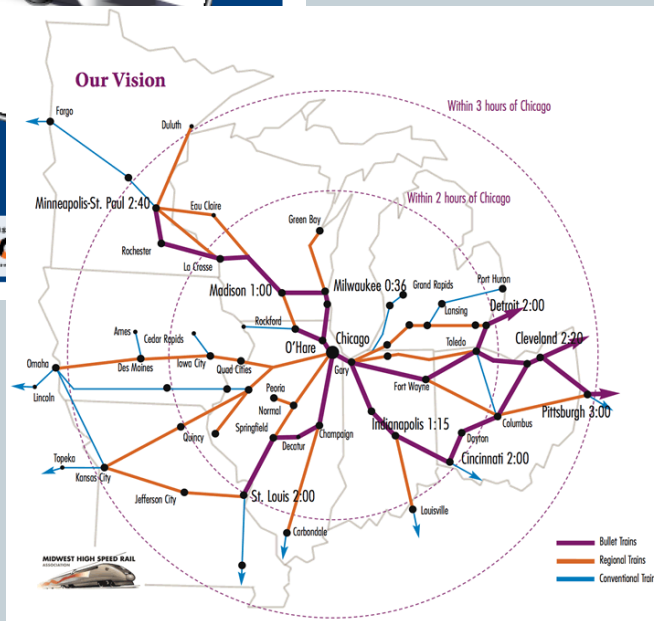 Our Vision
Within 3 hours of Chicago
Within 2 hours of Chicago
Fargo
Duluth
Minneapolis-St. Paul 2:40
Eau Claire
Green Bay
Rochester
La Crosse
Madison 1:00
Milwaukee 0:36
Grand Rapids
Port Huron
Lansing
Detroit 2:00
Rockford
O'Hare
Chicago
Gary
Toledo
Cleveland 2:20
Ames
Cedar Rapids
Iowa City
Quad Cities
Omaha
Des Moines
Lincoln
Peoria
Normal
Fort Wayne
Pittsburgh 3:00
Columbus
Springfield
Indianapolis 1:15
Quincy
Decatur
Champaign
Dayton
Cincinnati 2:00
Topeka
Kansas City
Jefferson City
St. Louis 2:00
Carbondale
Louisville
MIDWEST HIGH SPEED RAIL
ASSOCIATION
Bullet Trains
Regional Trains
Conventional Trai